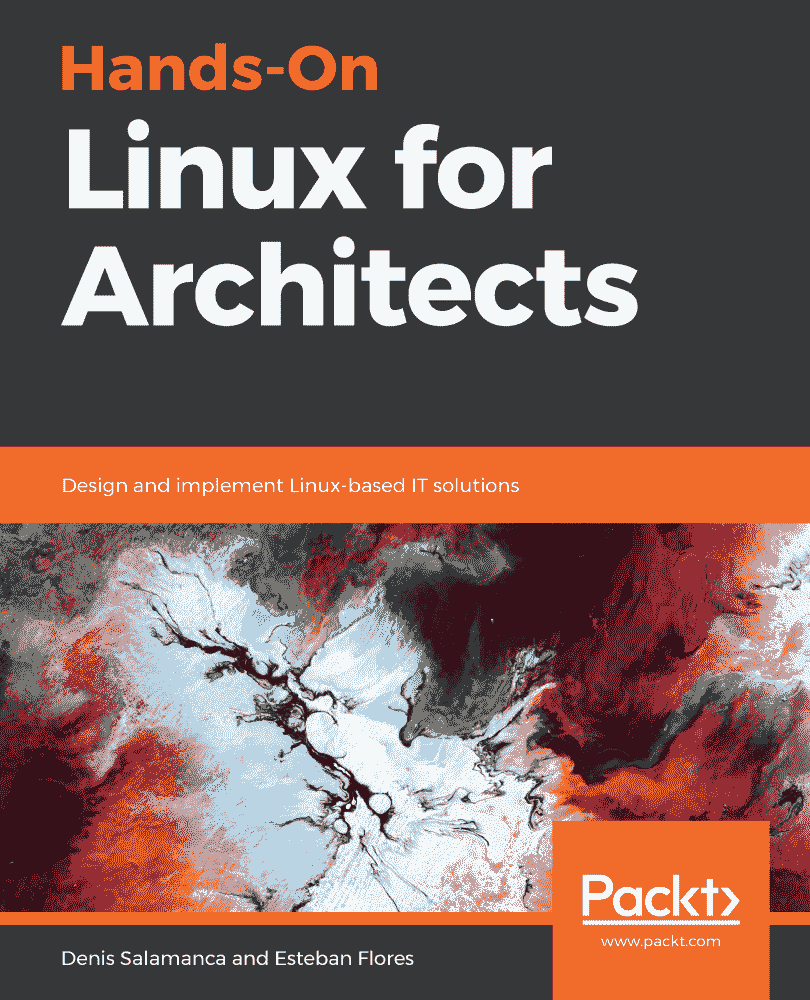 Hands-On
Linux for
Architects
Design and implement Linux-based IT solutions
Packt>
www.packt.com
Denis Salamanca and Esteban Flores